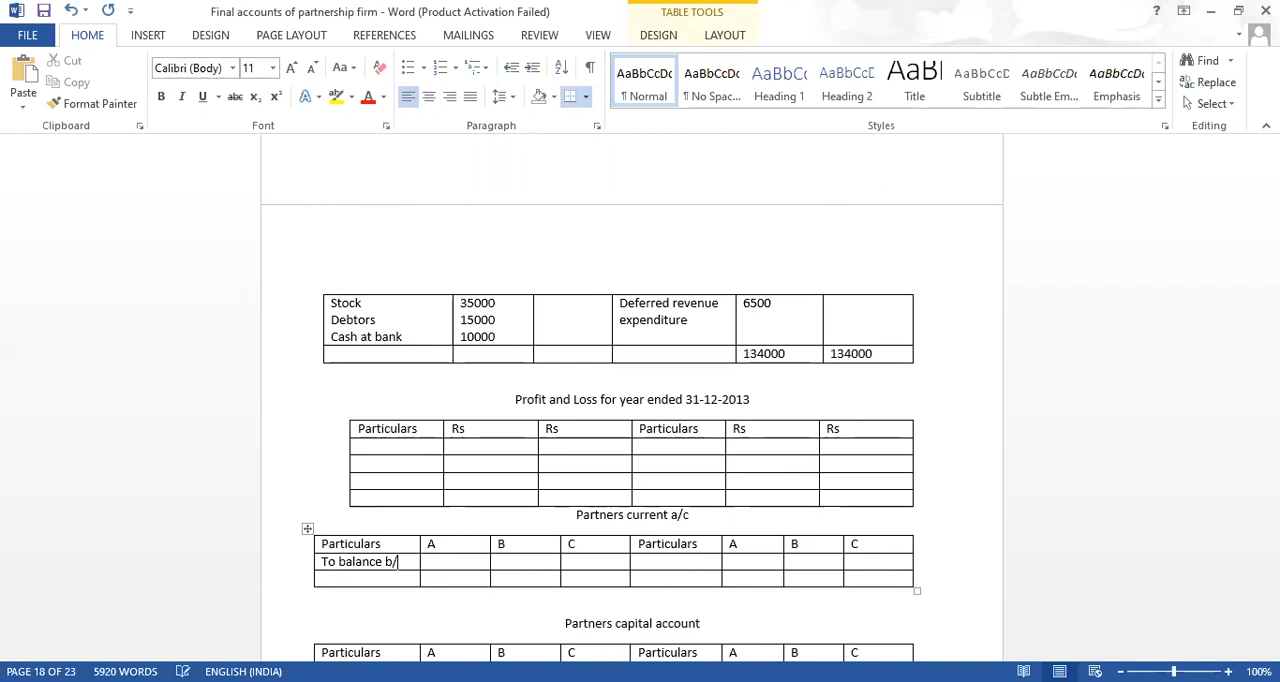 Final accounts of partnership firm - Word (Product Activation Failed)
TABLE TOOLS
FILE HOME INSERT DESIGN PAGE LAYOUT REFERENCES MAILINGS REVIEW VIEW DESIGN LAYOUT
Cut
Copy
Format Painter
Paste
Clipboard
Calibri (Body) 11
Font
Paragraph
AaBbCcDc AaBbCcDc AaBbCc AaBbCcD AaBl AaBbCcD AaBbCcDc AaBbCcDc
¶ Normal ¶ No Spac... Heading 1 Heading 2 Title Subtitle Subtle Em... Emphasis
Styles
Find
Replace
Select
Editing
Stock 35000 Deferred revenue 6500
Debtors 15000 expenditure
Cash at bank 10000
134000 134000
Profit and Loss for year ended 31-12-2013
Particulars Rs Rs Particulars Rs Rs
Partners current a/c
Particulars A B C Particulars A B C
To balance b/
Partners capital account
Particulars A B C Particulars A B C
PAGE 18 OF 23 5920 WORDS ENGLISH (INDIA) 100%